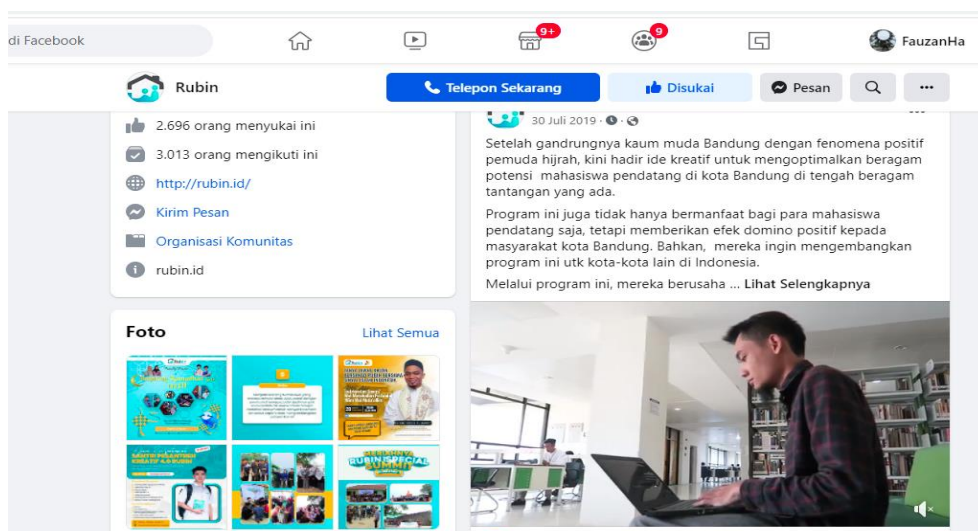 di Facebook
9+
9
FauzanHa
Rubin
Telepon Sekarang
Disukai
Pesan
2.696 orang menyukai ini
3.013 orang mengikuti ini
http://rubin.id/
Kirim Pesan
Organisasi Komunitas
rubin.id
Foto
Lihat Semua
RUBIN SPECIAL
SUMMIT
30 Juli 2019
Setelah gandrungnya kaum muda Bandung dengan fenomena positif
pemuda hijrah, kini hadir ide kreatif untuk mengoptimalkan beragam
potensi mahasiswa pendatang di kota Bandung di tengah beragam
tantangan yang ada.
Program ini juga tidak hanya bermanfaat bagi para mahasiswa
pendatang saja, tetapi memberikan efek domino positif kepada
masyarakat kota Bandung. Bahkan, mereka ingin mengembangkan
program ini utk kota-kota lain di Indonesia.
Melalui program ini, mereka berusaha ... Lihat Selengkapnya